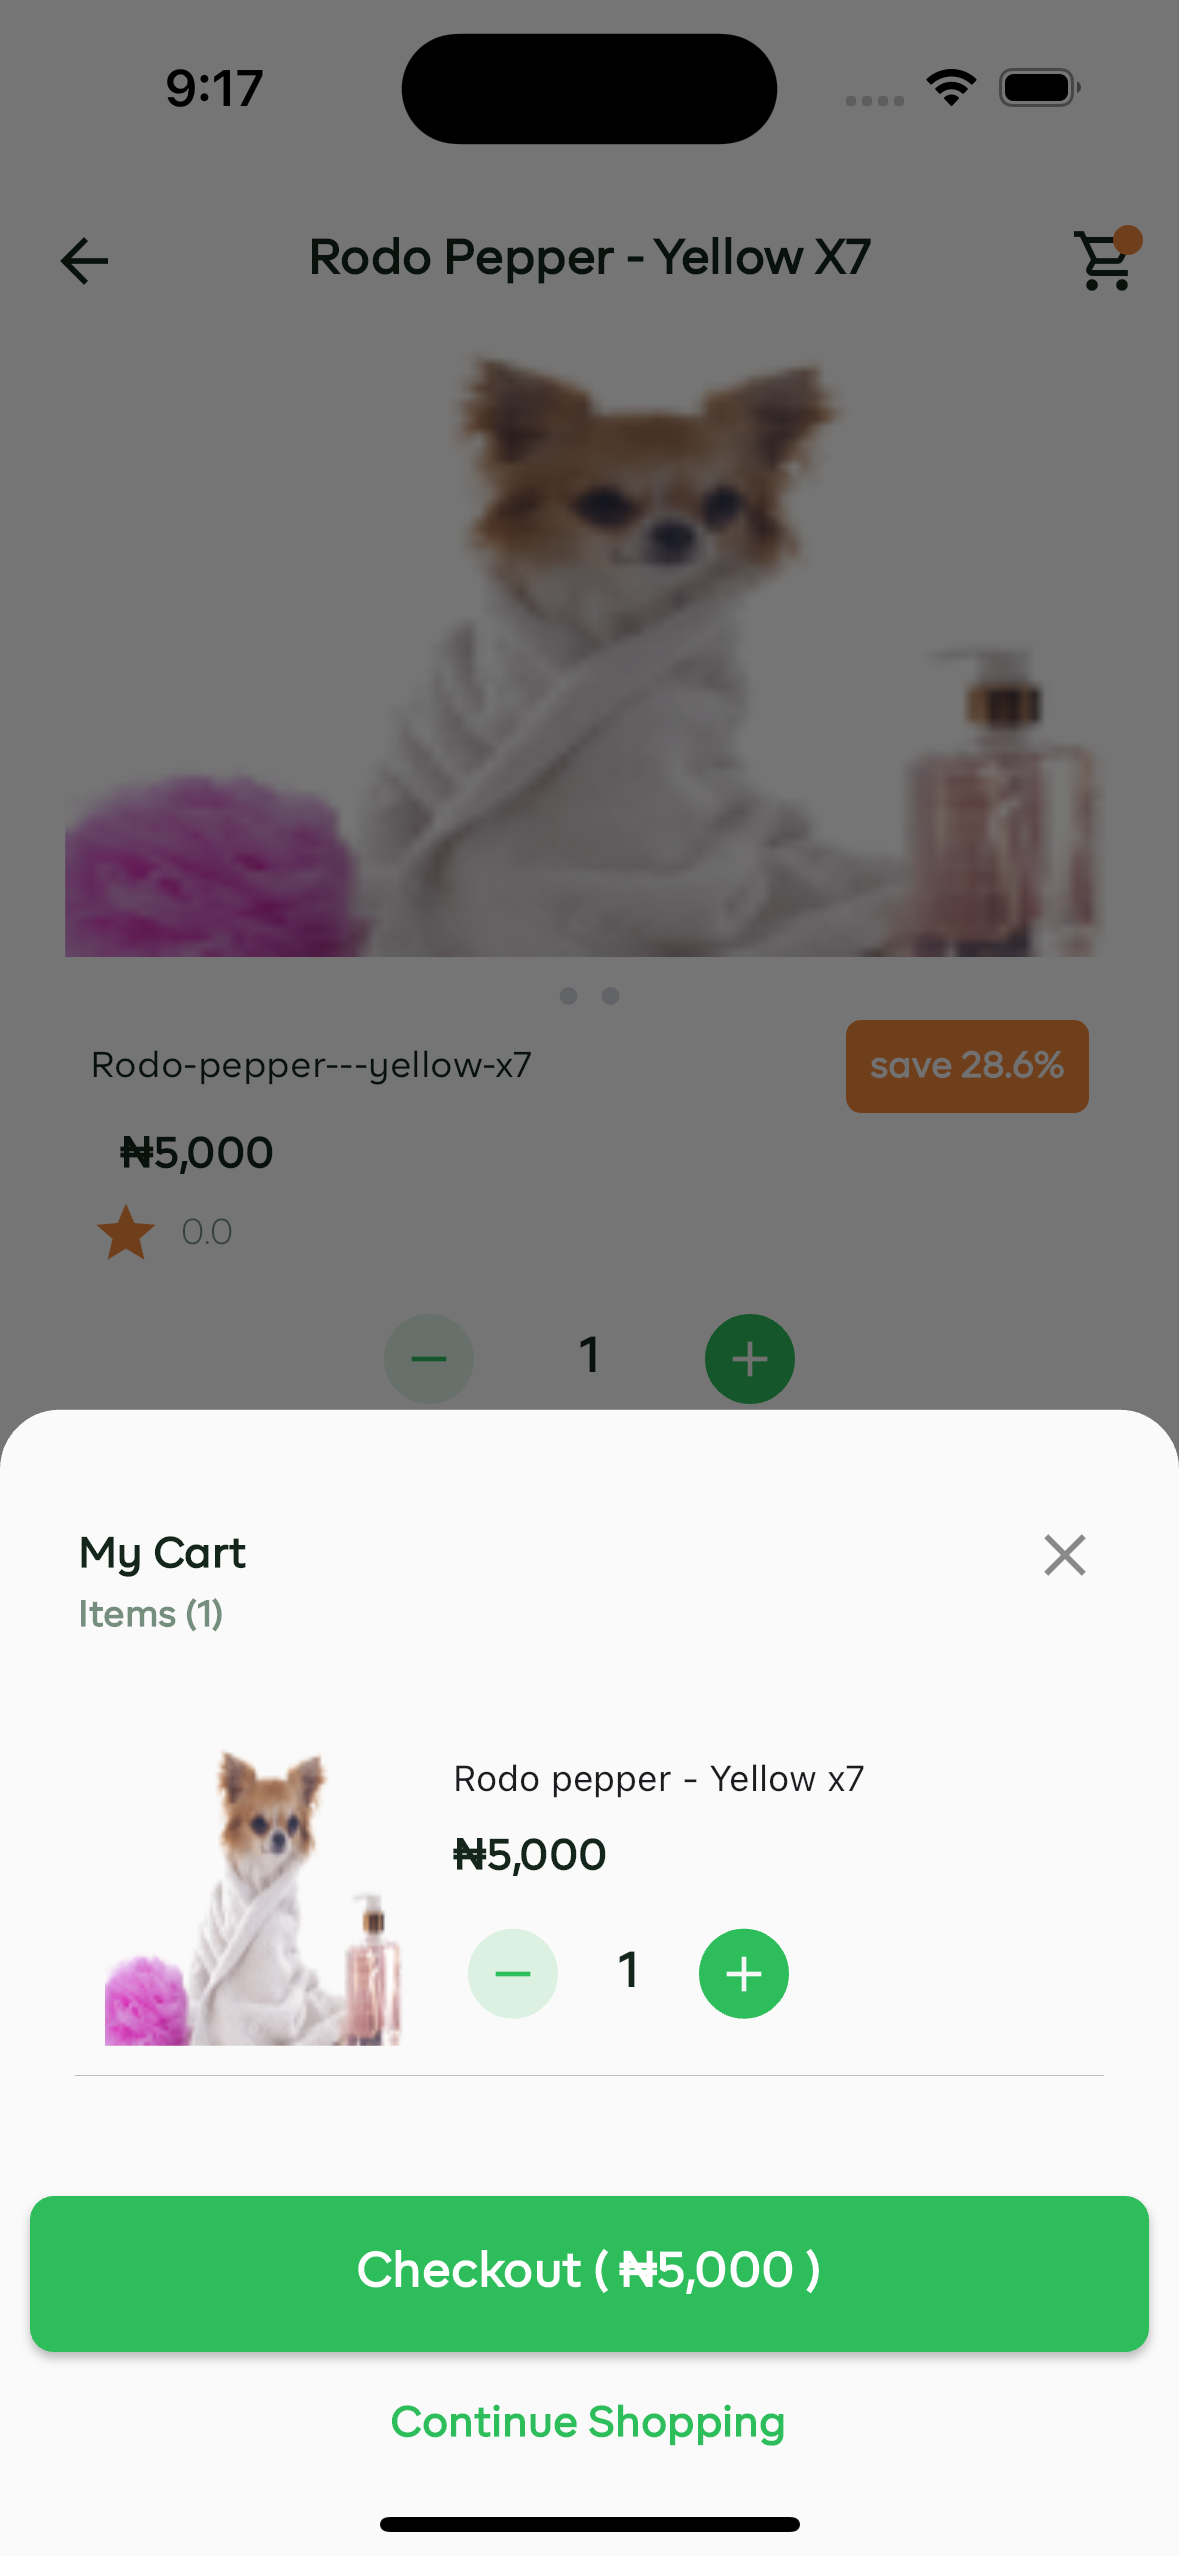 9:17
Rodo Pepper - Yellow X7
Rodo-pepper---yellow-x7
save 28.6%
₦5,000
0.0
1
My Cart
Items (1)
Rodo pepper - Yellow x7
₦5,000
1
Checkout ( ₦5,000 )
Continue Shopping